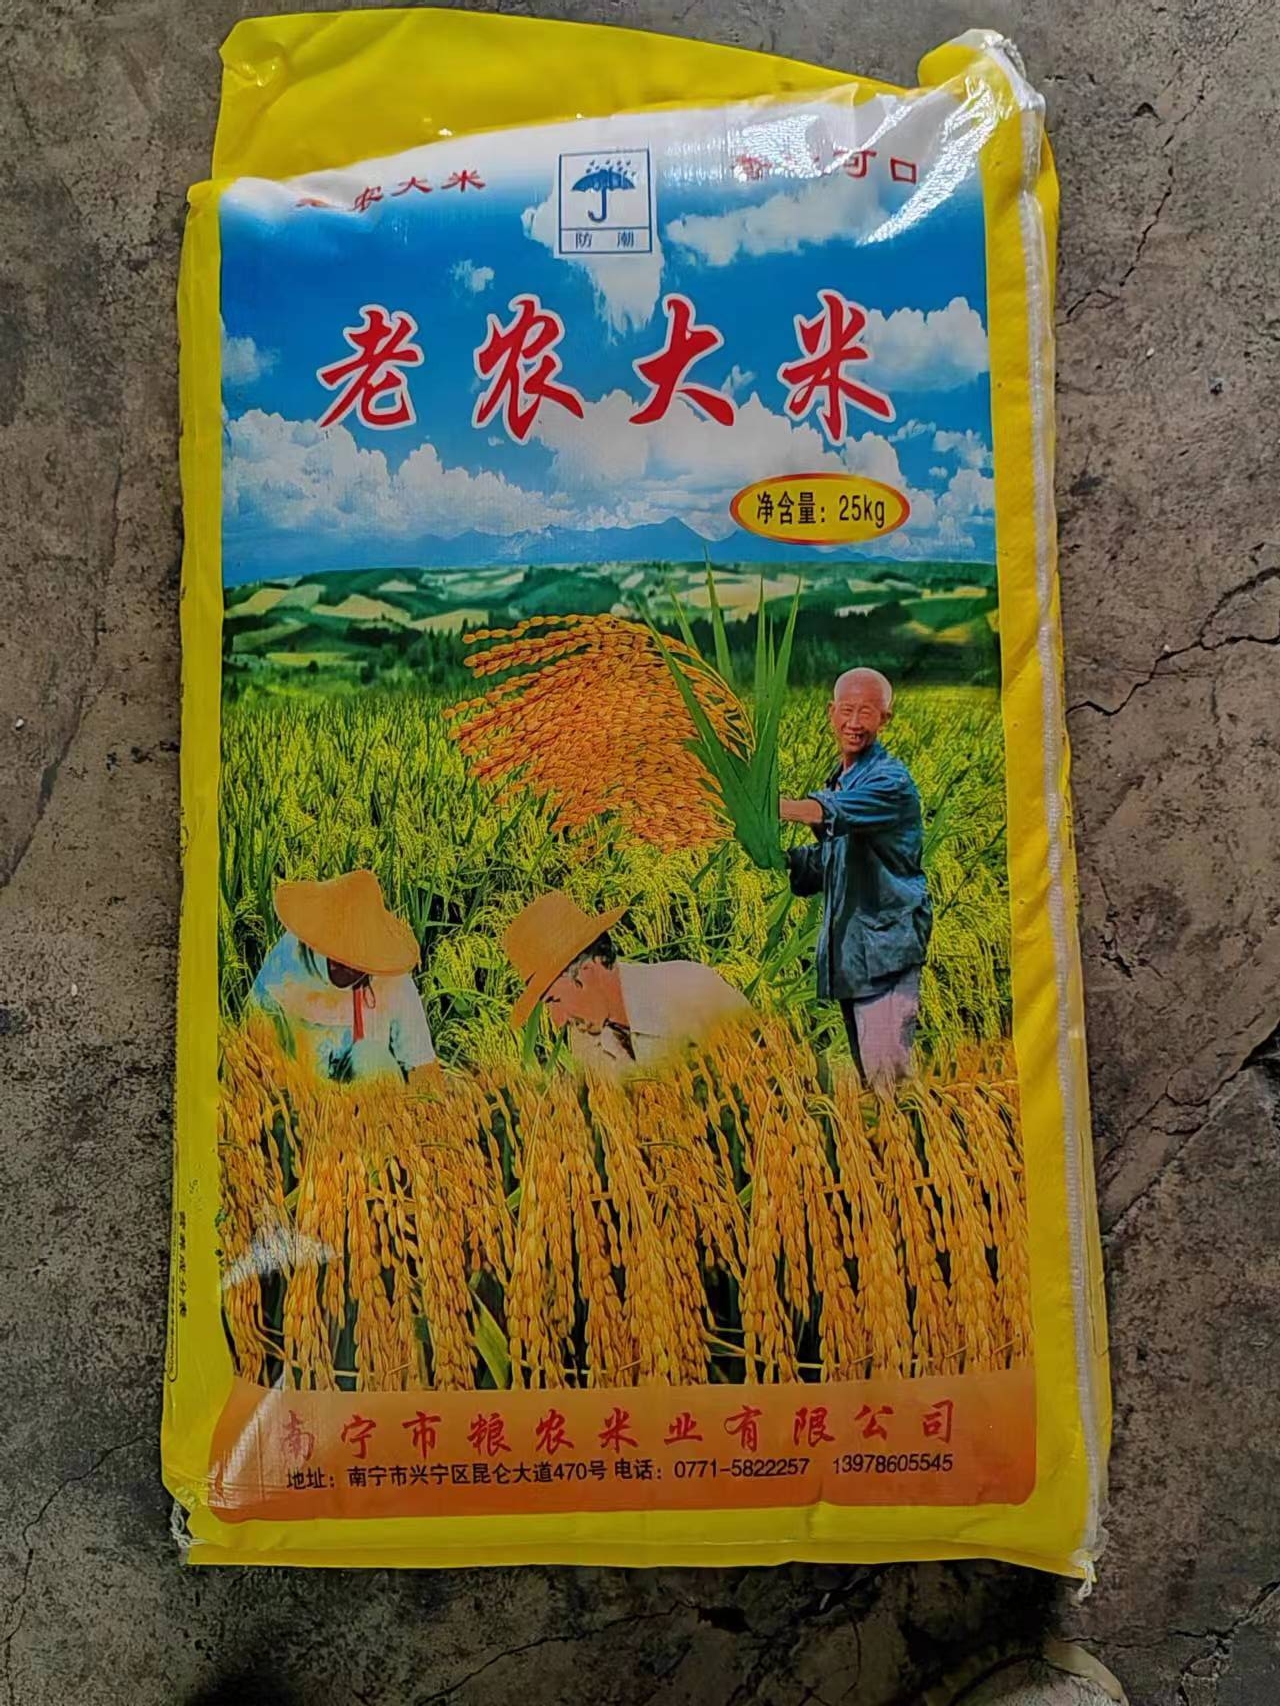 农大米
可口
防潮
老农大米
净含量：25kg
南宁市粮农米业有限公司
地址：南宁市兴宁区昆仑大道470号 电话：0771-5822257 13978605545